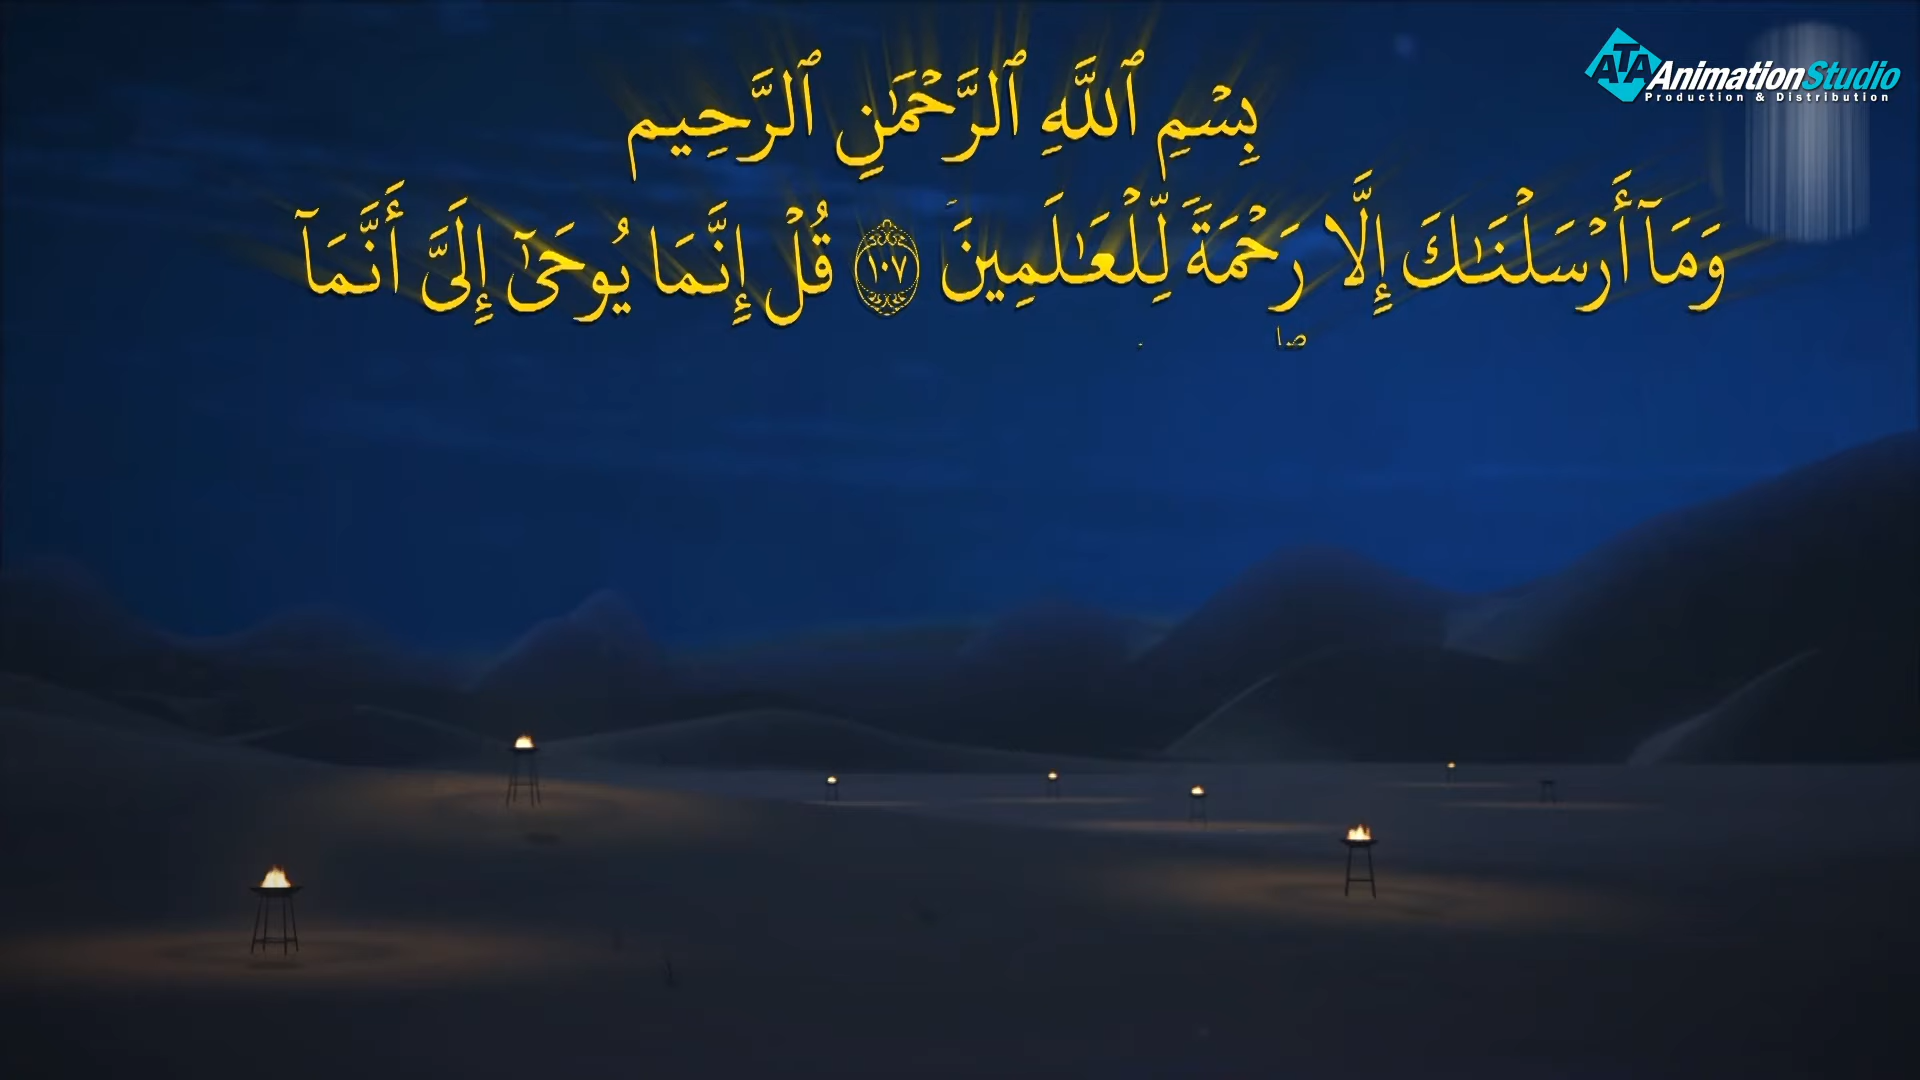 ATA AnimationStudio
Production & Distribution
بِسْمِ ٱللَّهِ ٱلرَّحْمَٰنِ ٱلرَّحِيمِ
وَمَآ أَرْسَلْنَٰكَ إِلَّا رَحْمَةً لِّلْعَٰلَمِينَ ١٠٧ قُلْ إِنَّمَا يُوحَىٰٓ إِلَىَّ أَنَّمَآ